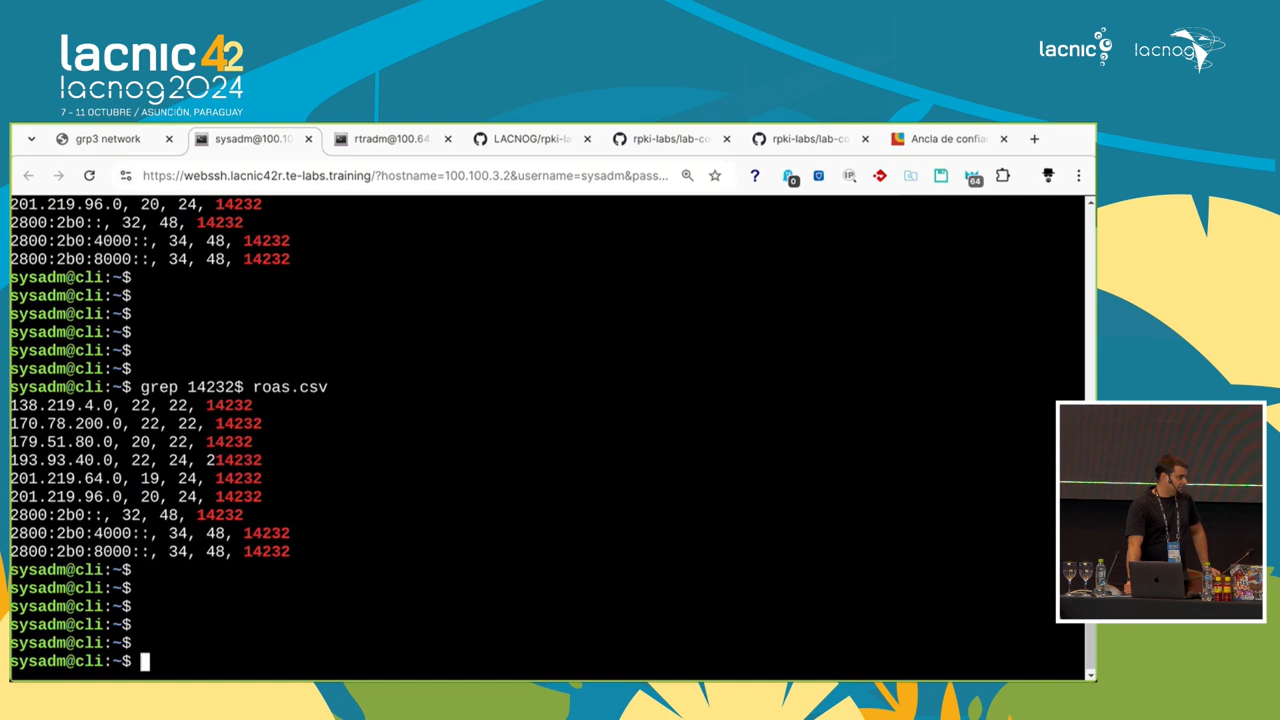 lacnic 42
lacnog2024
7 - 11 OCTUBRE / ASUNCIÓN, PARAGUAY
lacnic
lacnog
grp3 network
sysadm@100.10
rtradm@100.64.
LACNOG/rpki-la
rpki-labs/lab-co
rpki-labs/lab-co
Ancla de confia
https://webssh.lacnic42r.te-labs.training/?hostname=100.100.3.2&username=sysadm&pass...
?
0
IP
64
201.219.96.0, 20, 24, 14232
2800:2b0::, 32, 48, 14232
2800:2b0:4000::, 34, 48, 14232
2800:2b0:8000::, 34, 48, 14232
sysadm@cli:~$
sysadm@cli:~$
sysadm@cli:~$
sysadm@cli:~$
sysadm@cli:~$
sysadm@cli:~$
sysadm@cli:~$ grep 14232$ roas.csv
138.219.4.0, 22, 22, 14232
170.78.200.0, 22, 22, 14232
179.51.80.0, 20, 22, 14232
193.93.40.0, 22, 24, 214232
201.219.64.0, 19, 24, 14232
201.219.96.0, 20, 24, 14232
2800:2b0::, 32, 48, 14232
2800:2b0:4000::, 34, 48, 14232
2800:2b0:8000::, 34, 48, 14232
sysadm@cli:~$
sysadm@cli:~$
sysadm@cli:~$
sysadm@cli:~$
sysadm@cli:~$
sysadm@cli:~$